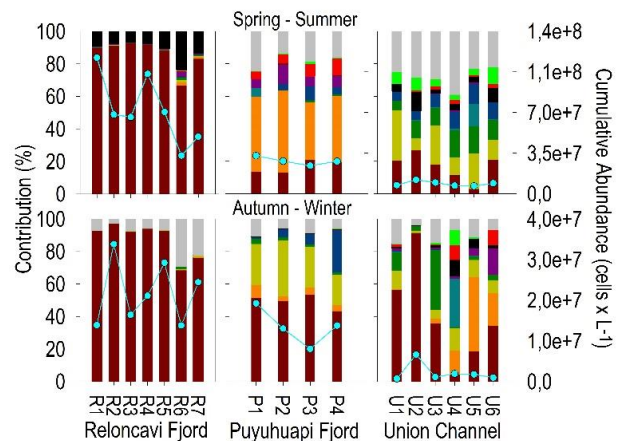 Spring - Summer
100
80
60
40
20
0
1,4e+8
1,1e+8
7,0e+7
3,5e+7
0,0
Contribution (%)
Cumulative Abundance (cells x L-1)
Autumn - Winter
100
80
60
40
20
0
4,0e+7
3,0e+7
2,0e+7
1,0e+7
0,0
R1
R2
R3
R4
R5
R6
R7
P1
P2
P3
P4
U1
U2
U3
U4
U5
U6
Reloncavi Fjord
Puyuhuapi Fjord
Union Channel